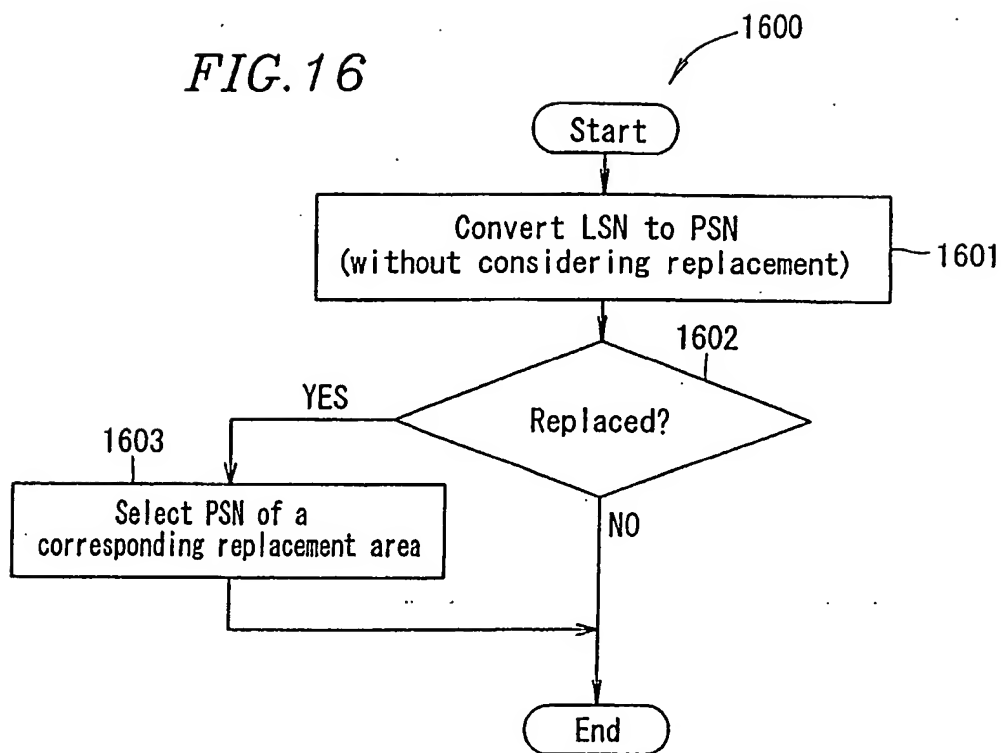 FIG.16
1600
Start
Convert LSN to PSN
(without considering replacement)
1601
1602
YES
Replaced?
1603
Select PSN of a
corresponding replacement area
NO
End